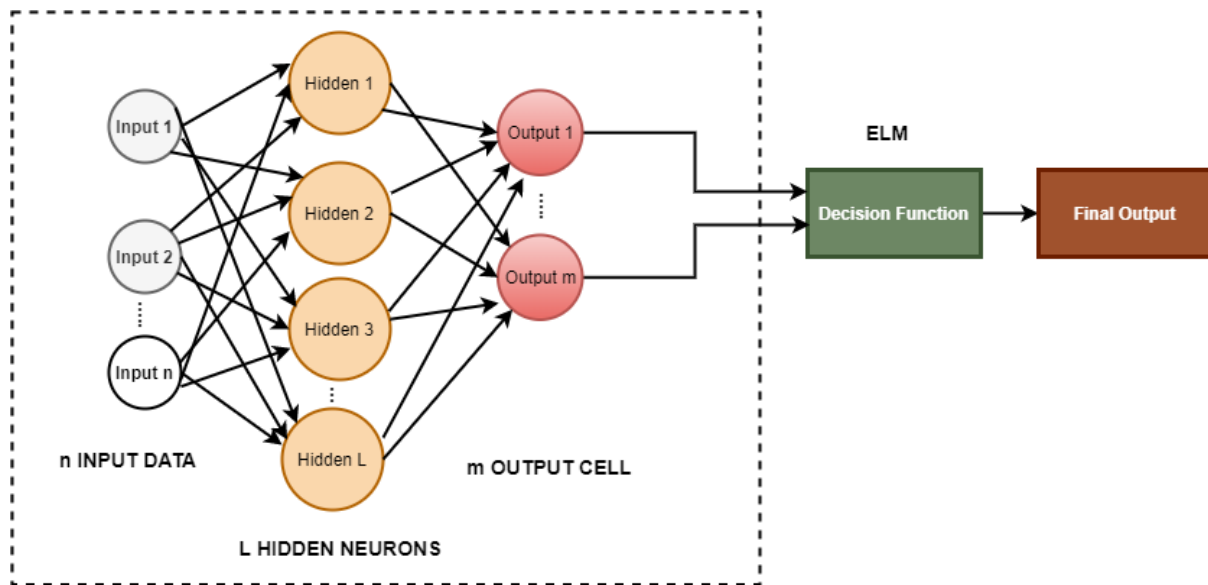 Input 1
Input 2
Input n
n INPUT DATA
Hidden 1
Hidden 2
Hidden 3
Hidden L
L HIDDEN NEURONS
Output 1
Output m
m OUTPUT CELL
ELM
Decision Function
Final Output